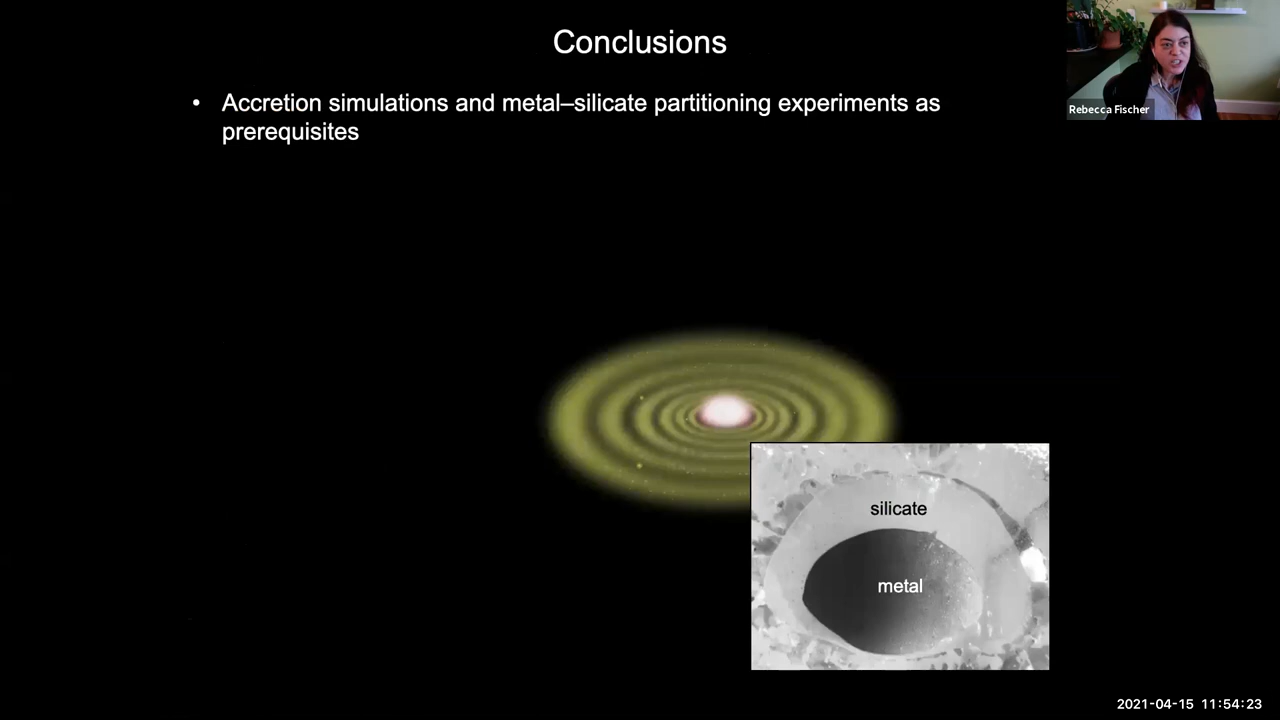 Conclusions
Rebecca Fischer
• Accretion simulations and metal–silicate partitioning experiments as
prerequisites
silicate
metal
2021-04-15 11:54:23